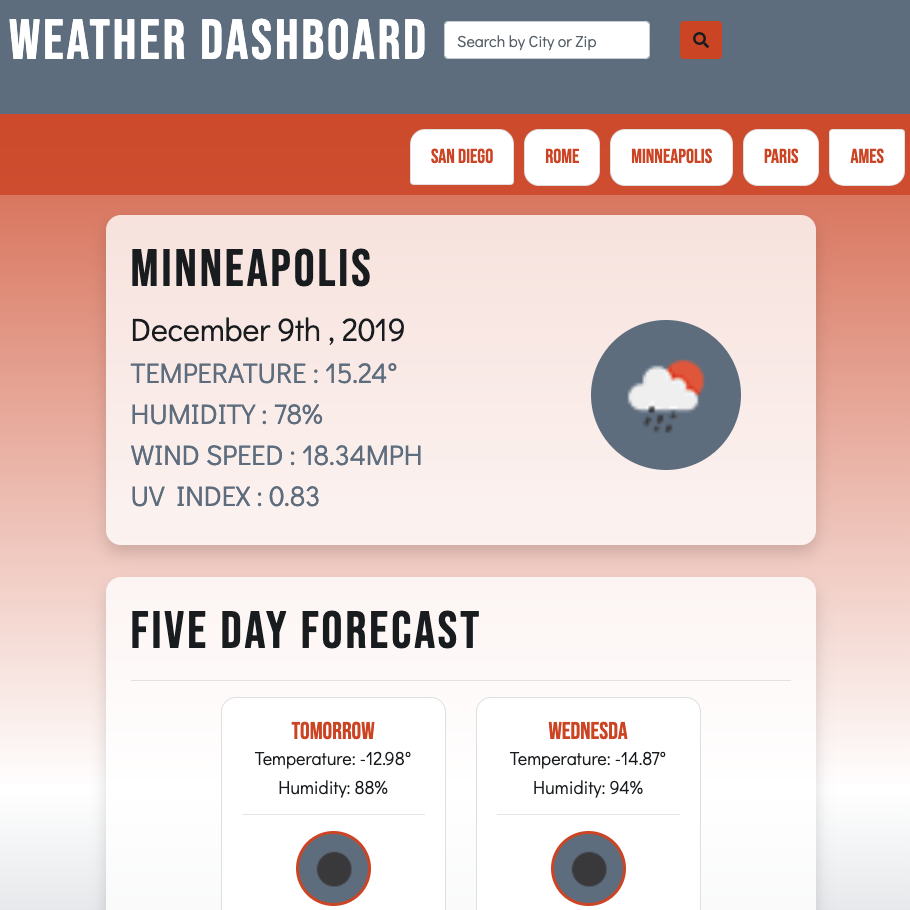 WEATHER DASHBOARD
Search by City or Zip
SAN DIEGO
ROME
MINNEAPOLIS
PARIS
AMES
MINNEAPOLIS
December 9th , 2019
TEMPERATURE : 15.24°
HUMIDITY : 78%
WIND SPEED : 18.34MPH
UV INDEX : 0.83
FIVE DAY FORECAST
TOMORROW
Temperature: -12.98°
Humidity: 88%
WEDNESDA
Temperature: -14.87°
Humidity: 94%